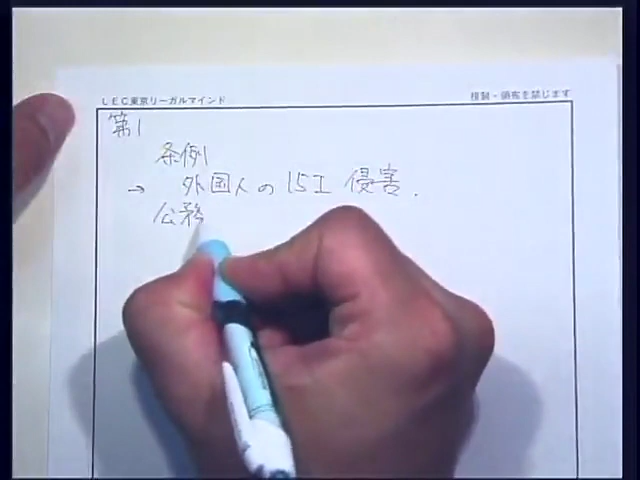 LEC東京リーガルマインド
複製・頒布を禁じます
第1
条例
→ 外国人の15I 侵害.
公務